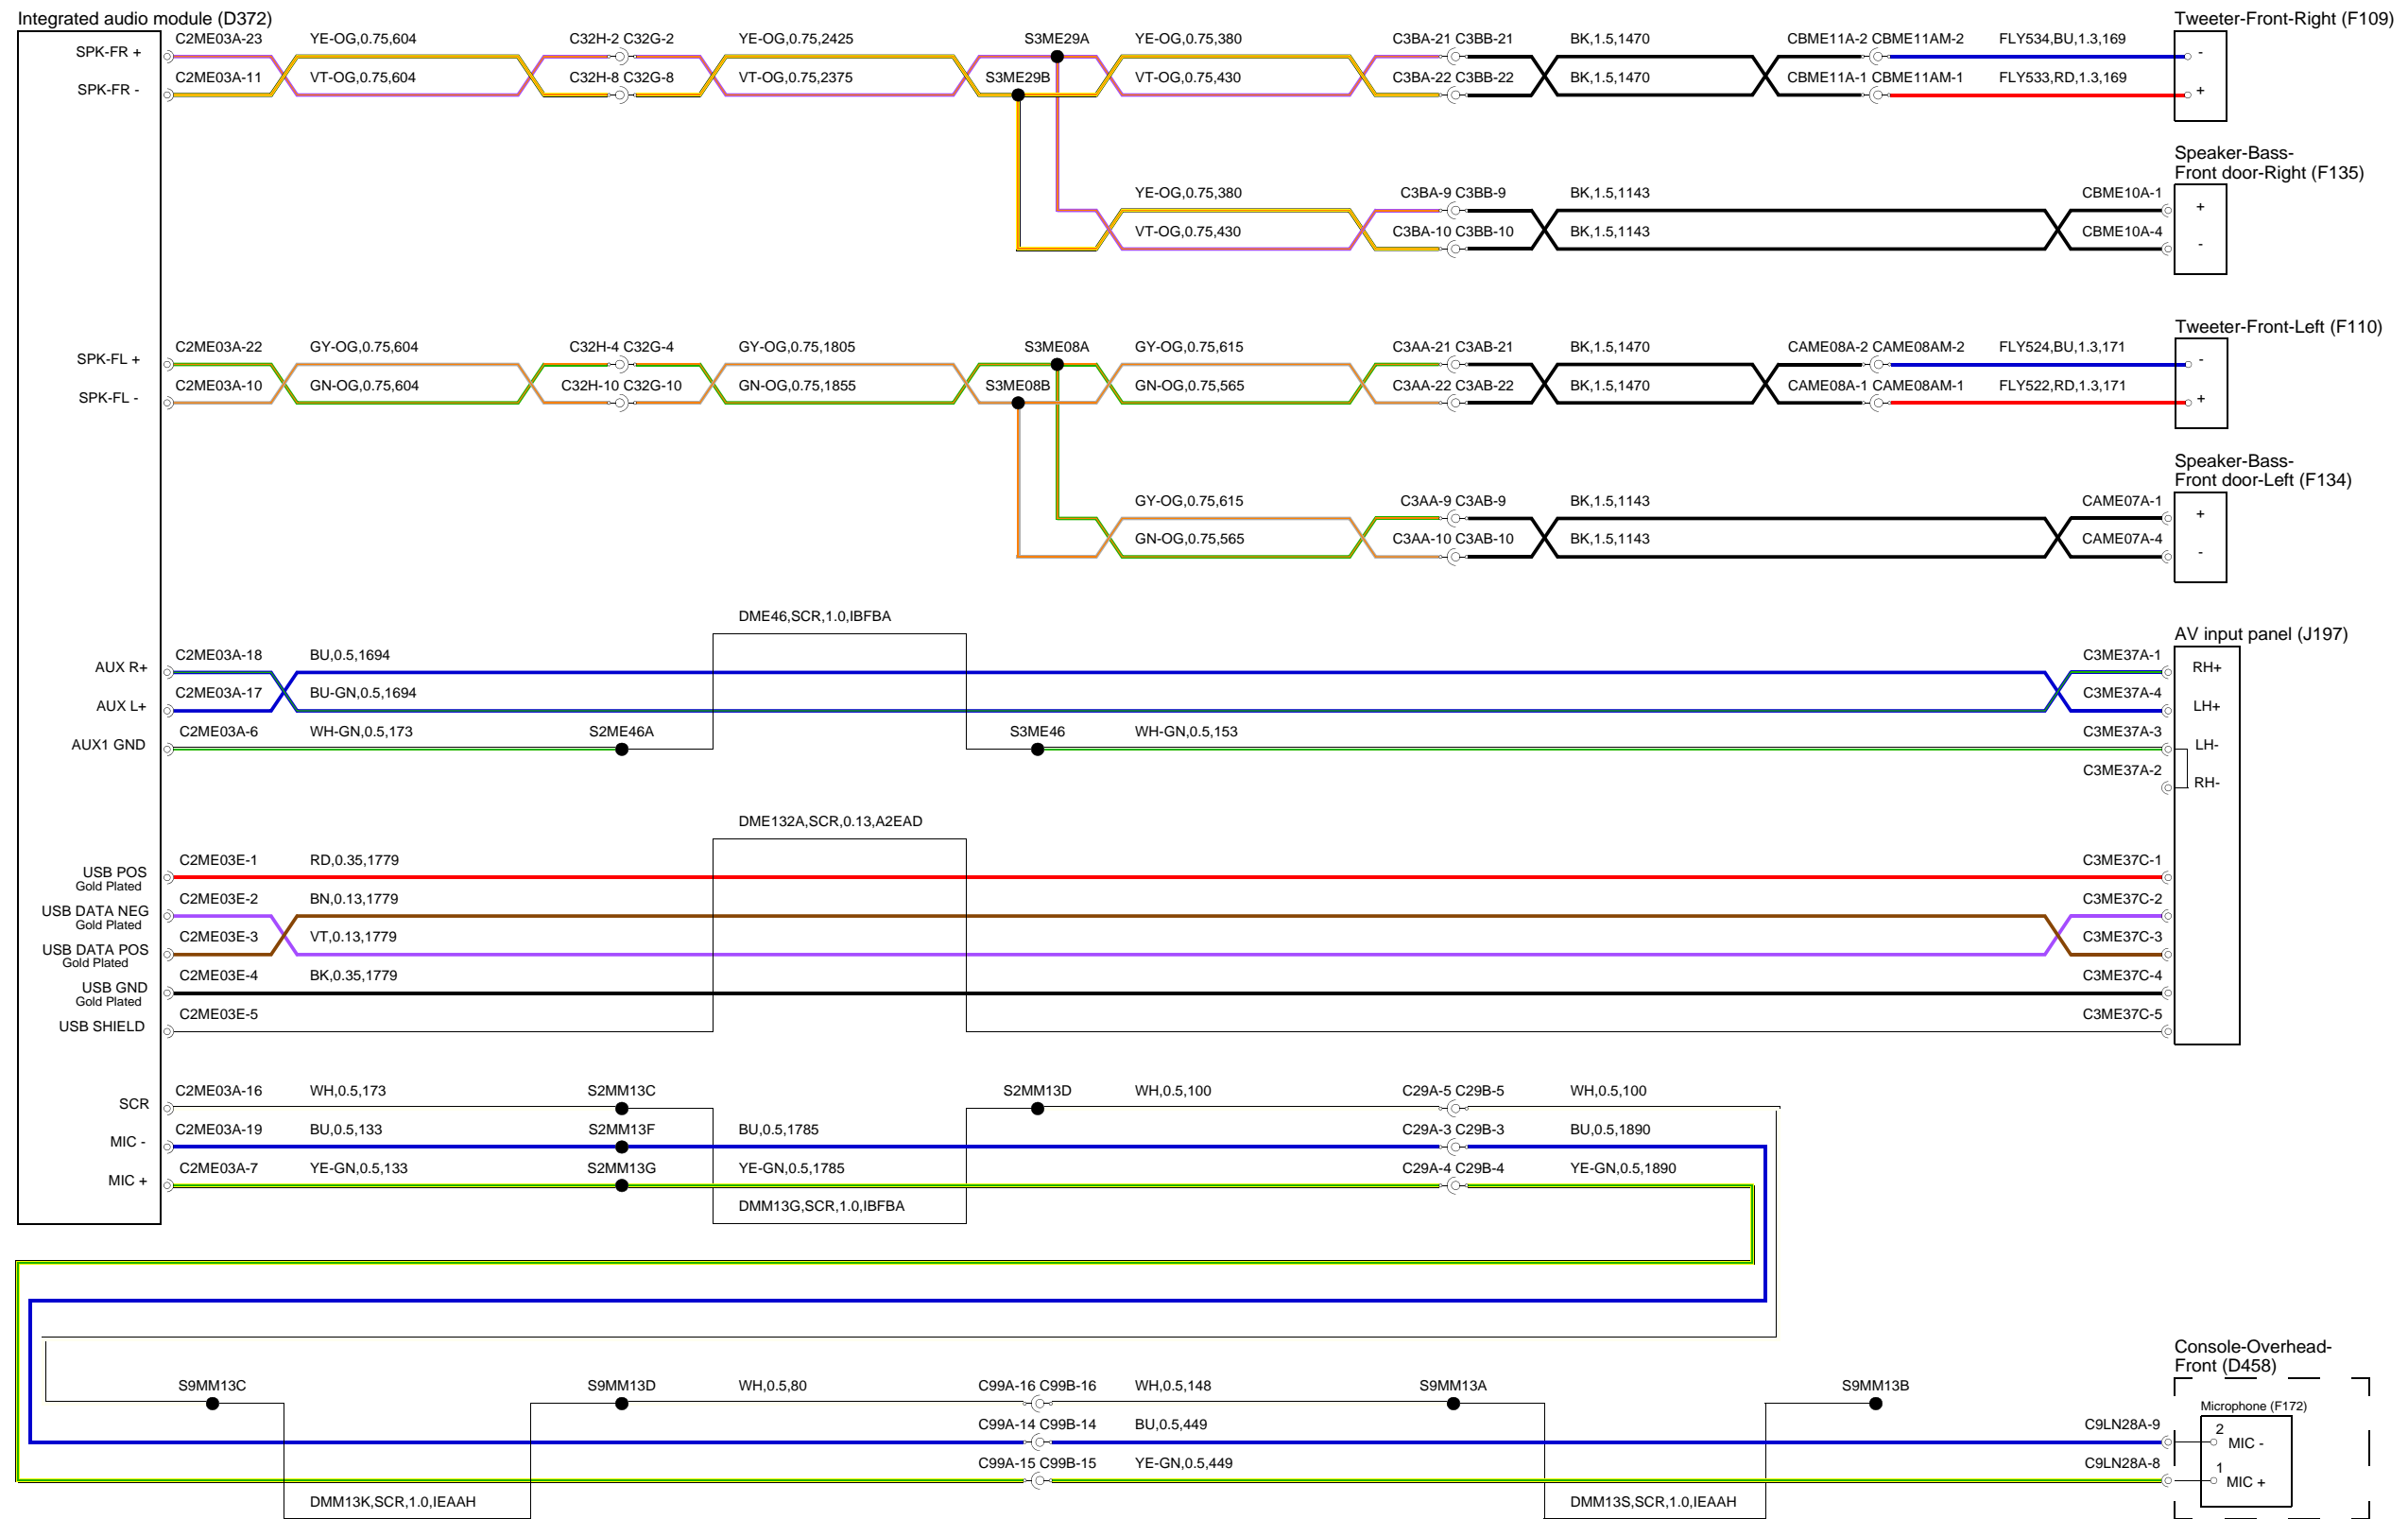 Integrated audio module (D372)
Tweeter-Front-Right (F109)
SPK-FR +
C2ME03A-23
YE-OG,0.75,604
C32H-2 C32G-2
YE-OG,0.75,2425
S3ME29A
YE-OG,0.75,380
C3BA-21 C3BB-21
BK,1.5,1470
CBME11A-2 CBME11AM-2
FLY534,BU,1.3,169
-
SPK-FR -
C2ME03A-11
VT-OG,0.75,604
C32H-8 C32G-8
VT-OG,0.75,2375
S3ME29B
VT-OG,0.75,430
C3BA-22 C3BB-22
BK,1.5,1470
CBME11A-1 CBME11AM-1
FLY533,RD,1.3,169
+
Speaker-Bass-
Front door-Right (F135)
YE-OG,0.75,380
C3BA-9 C3BB-9
BK,1.5,1143
CBME10A-1
+
VT-OG,0.75,430
C3BA-10 C3BB-10
BK,1.5,1143
CBME10A-4
-
Tweeter-Front-Left (F110)
SPK-FL +
C2ME03A-22
GY-OG,0.75,604
C32H-4 C32G-4
GY-OG,0.75,1805
S3ME08A
GY-OG,0.75,615
C3AA-21 C3AB-21
BK,1.5,1470
CAME08A-2 CAME08AM-2
FLY524,BU,1.3,171
-
SPK-FL -
C2ME03A-10
GN-OG,0.75,604
C32H-10 C32G-10
GN-OG,0.75,1855
S3ME08B
GN-OG,0.75,565
C3AA-22 C3AB-22
BK,1.5,1470
CAME08A-1 CAME08AM-1
FLY522,RD,1.3,171
+
Speaker-Bass-
Front door-Left (F134)
GY-OG,0.75,615
C3AA-9 C3AB-9
BK,1.5,1143
CAME07A-1
+
GN-OG,0.75,565
C3AA-10 C3AB-10
BK,1.5,1143
CAME07A-4
-
DME46,SCR,1.0,IBFBA
AV input panel (J197)
AUX R+
C2ME03A-18
BU,0.5,1694
C3ME37A-1
RH+
AUX L+
C2ME03A-17
BU-GN,0.5,1694
C3ME37A-4
LH+
AUX1 GND
C2ME03A-6
WH-GN,0.5,173
S2ME46A
S3ME46
WH-GN,0.5,153
C3ME37A-3
LH-
C3ME37A-2
RH-
DME132A,SCR,0.13,A2EAD
USB POS
Gold Plated
C2ME03E-1
RD,0.35,1779
C3ME37C-1
USB DATA NEG
Gold Plated
C2ME03E-2
BN,0.13,1779
C3ME37C-2
USB DATA POS
Gold Plated
C2ME03E-3
VT,0.13,1779
C3ME37C-3
USB GND
Gold Plated
C2ME03E-4
BK,0.35,1779
C3ME37C-4
USB SHIELD
C2ME03E-5
C3ME37C-5
SCR
C2ME03A-16
WH,0.5,173
S2MM13C
S2MM13D
WH,0.5,100
C29A-5 C29B-5
WH,0.5,100
MIC -
C2ME03A-19
BU,0.5,133
S2MM13F
BU,0.5,1785
C29A-3 C29B-3
BU,0.5,1890
MIC +
C2ME03A-7
YE-GN,0.5,133
S2MM13G
YE-GN,0.5,1785
C29A-4 C29B-4
YE-GN,0.5,1890
DMM13G,SCR,1.0,IBFBA
Console-Overhead-
Front (D458)
S9MM13C
S9MM13D
WH,0.5,80
C99A-16 C99B-16
WH,0.5,148
S9MM13A
S9MM13B
Microphone (F172)
C99A-14 C99B-14
BU,0.5,449
C9LN28A-9
2
MIC -
C99A-15 C99B-15
YE-GN,0.5,449
C9LN28A-8
1
MIC +
DMM13K,SCR,1.0,IEAAH
DMM13S,SCR,1.0,IEAAH